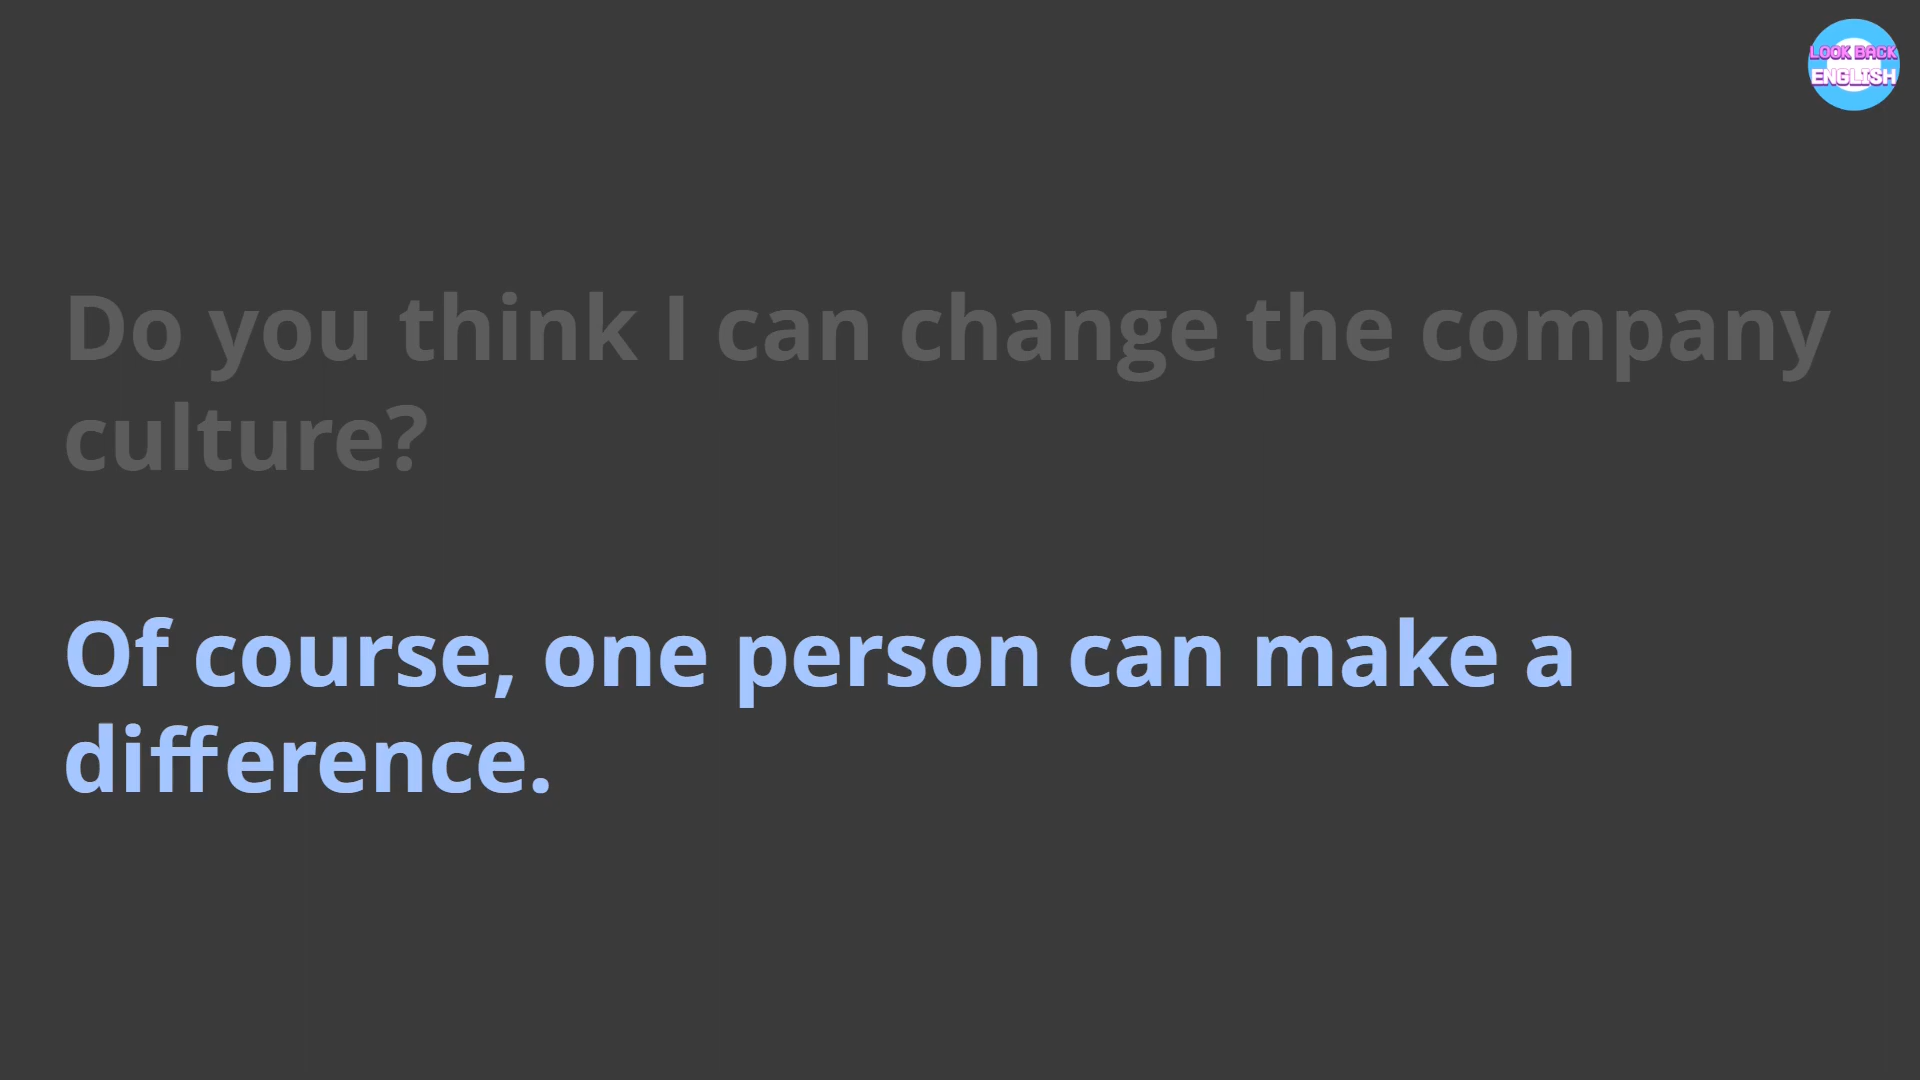 LOOK BACK
ENGLISH
Do you think I can change the company
culture?
Of course, one person can make a
difference.